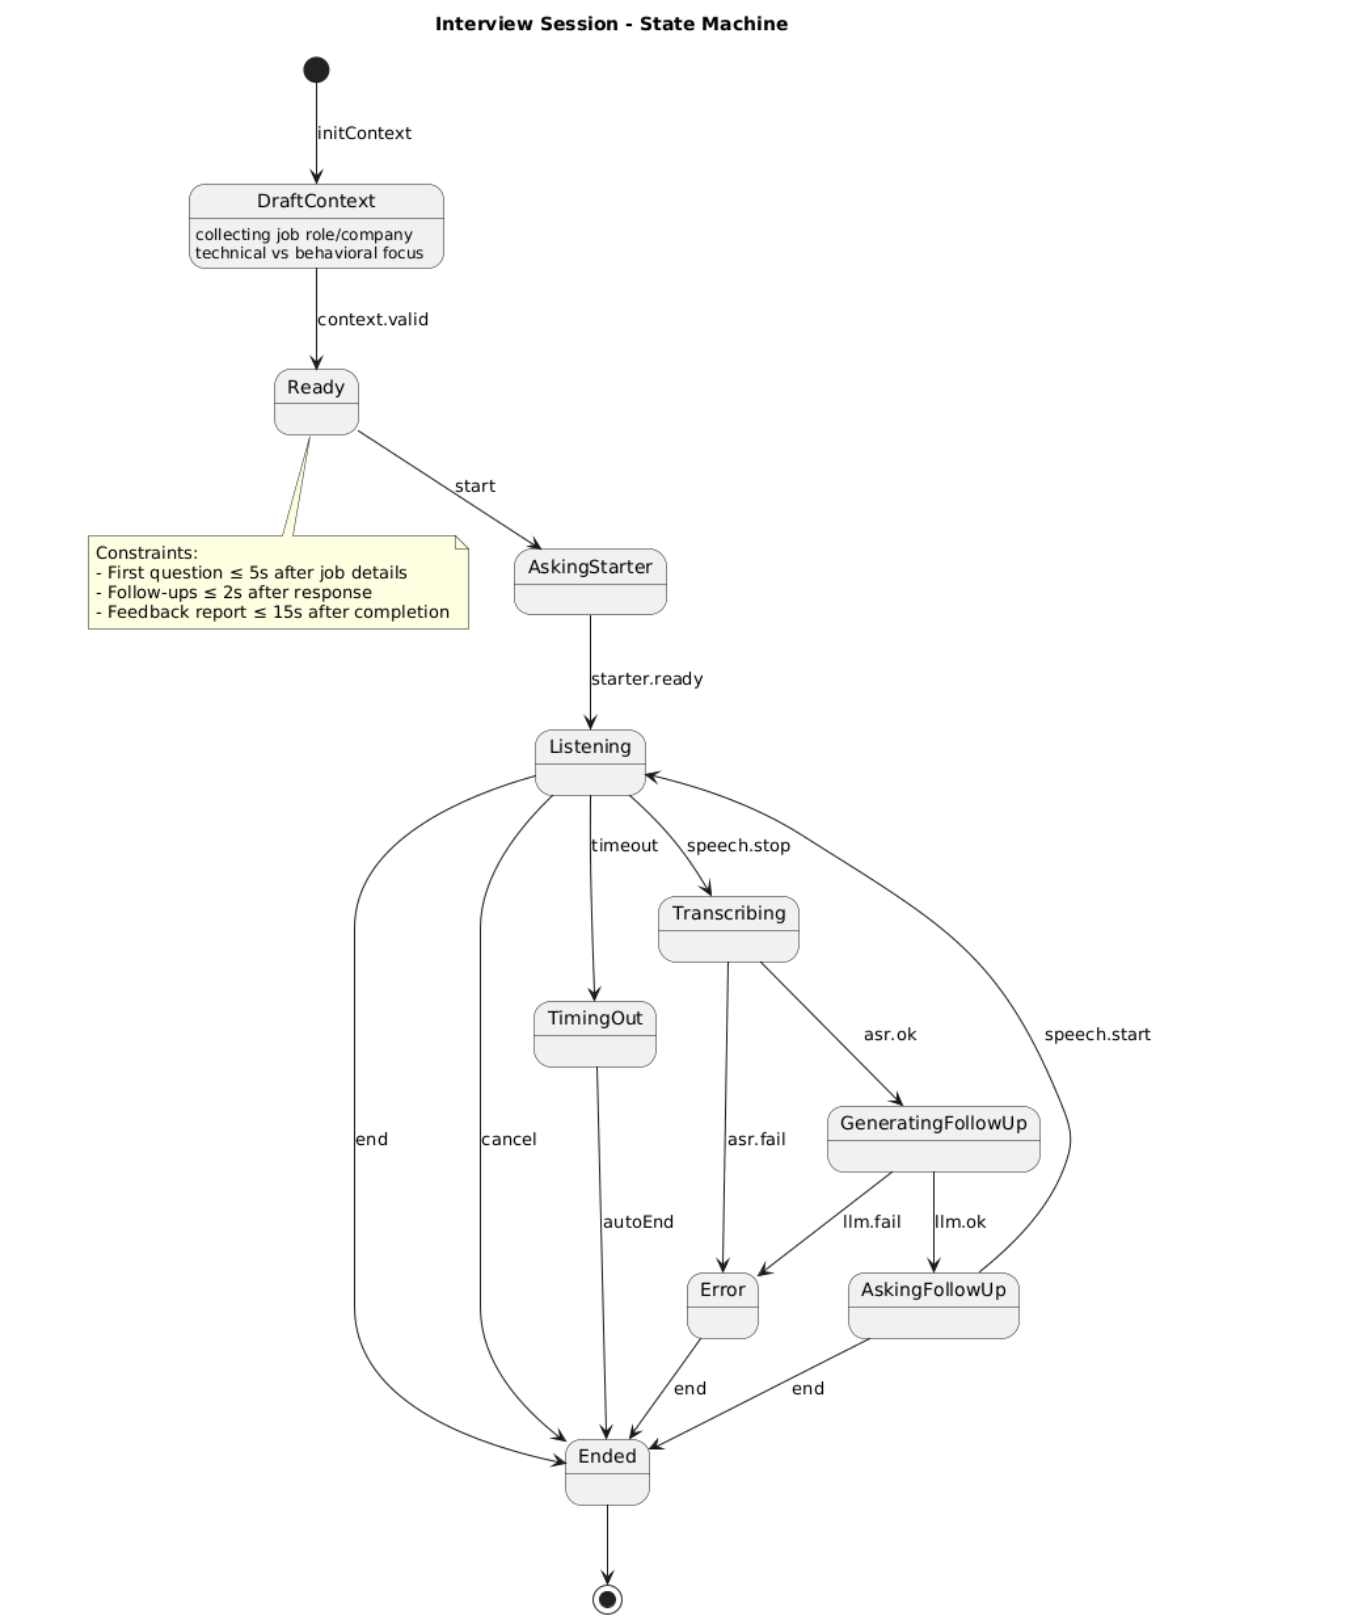 Interview Session - State Machine
initContext
DraftContext
collecting job role/company
technical vs behavioral focus
context.valid
Ready
start
Constraints:
- First question ≤ 5s after job details
- Follow-ups ≤ 2s after response
- Feedback report ≤ 15s after completion
AskingStarter
starter.ready
Listening
timeout
speech.stop
Transcribing
TimingOut
asr.ok
speech.start
GeneratingFollowUp
end
cancel
asr.fail
autoEnd
llm.fail
llm.ok
Error
AskingFollowUp
end
end
Ended